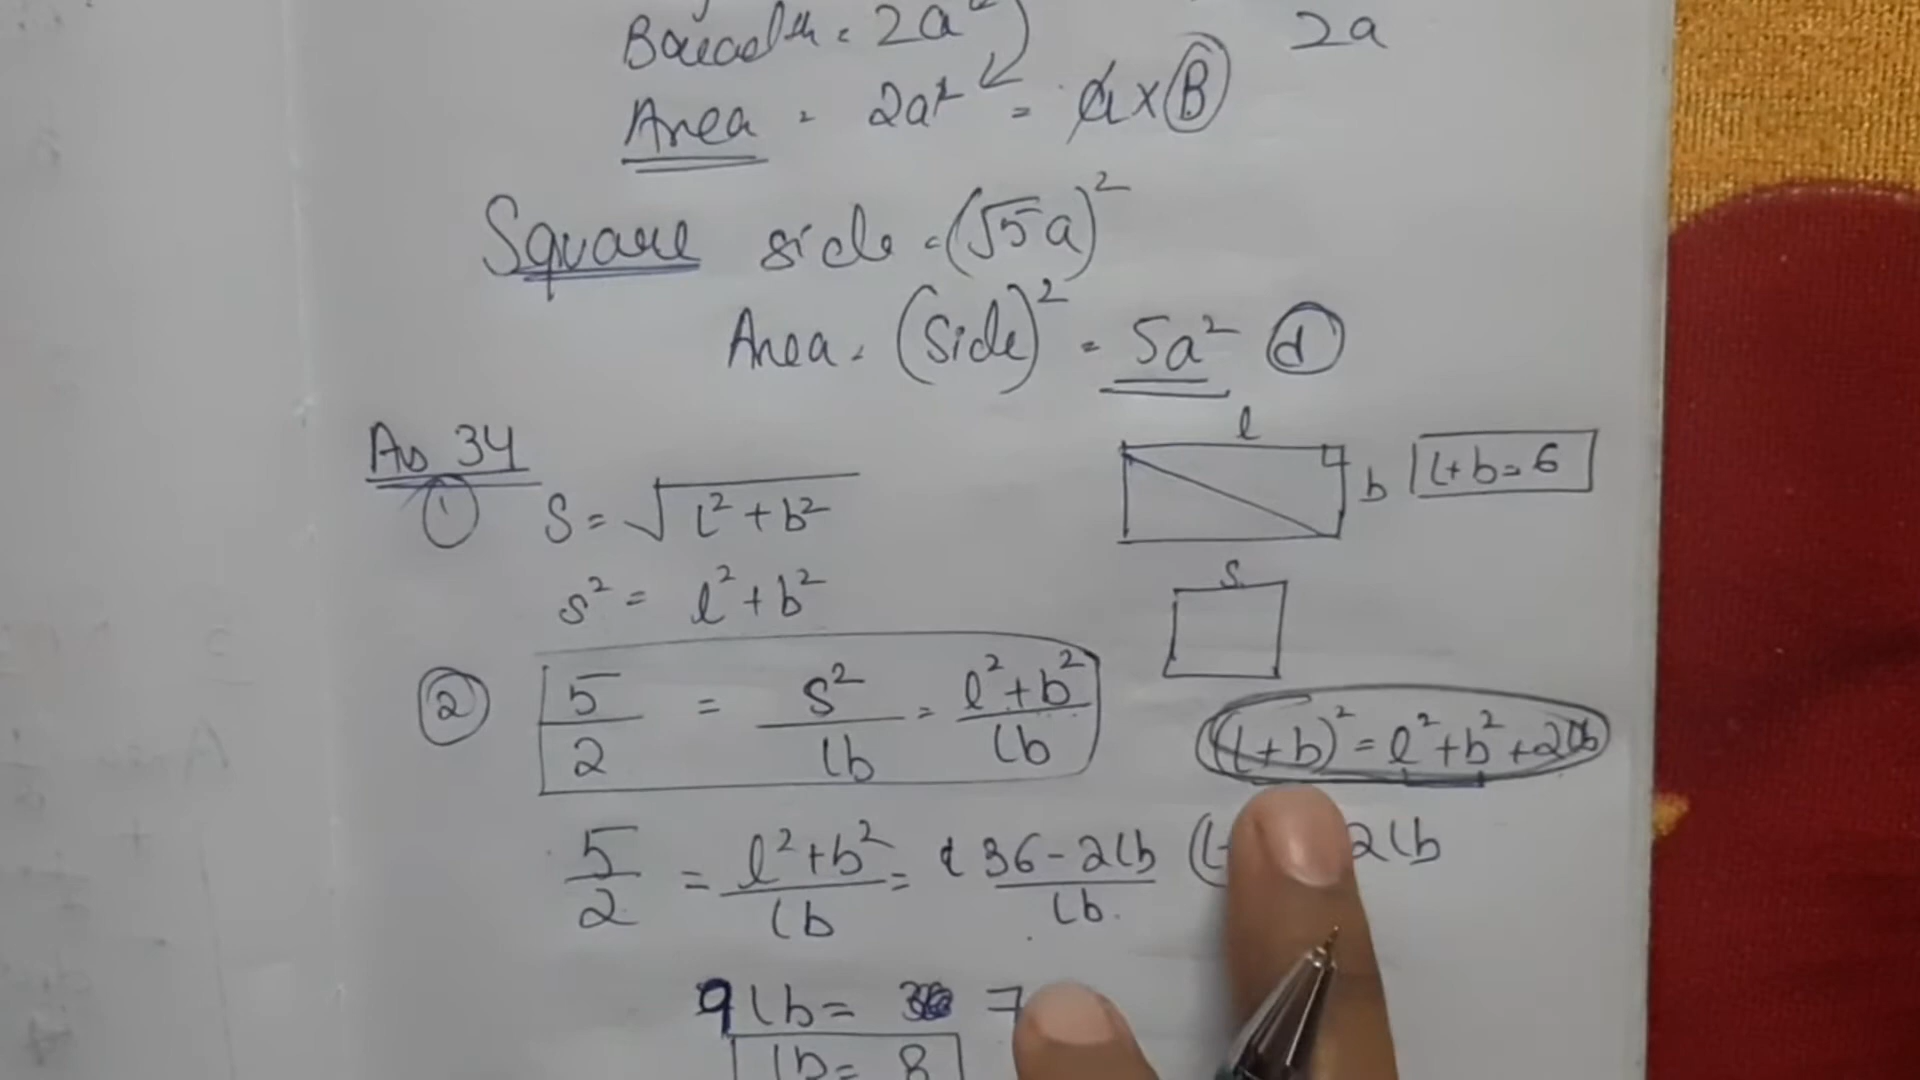 Breadth = 2a
2a
Area = 2a² = a × B
Square side = (√5a)²
Area = (side)² = 5a² d
As 34
l
b
l+b=6
1 S = √l²+b²
s² = l²+b²
s
2 5/2 = s²/lb = l²+b²/lb
(l+b)² = l²+b²+2lb
5/2 = l²+b²/lb = 36-2lb/lb
2lb
9lb = 7
lb = 8